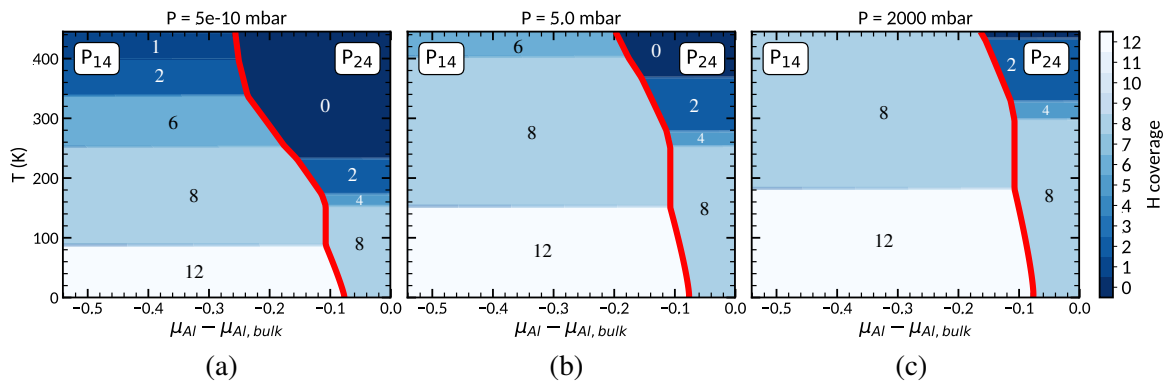 P = 5e-10 mbar
P = 5.0 mbar
P = 2000 mbar
P14 1 P24
2
0
6
2
4
8
8
12
P14 6 0 P24
2
8
4
8
12
P14 2 P24
4
8
8
12
400
300
200
100
0
T (K)
−0.5 −0.4 −0.3 −0.2 −0.1 0.0
−0.5 −0.4 −0.3 −0.2 −0.1 0.0
−0.5 −0.4 −0.3 −0.2 −0.1 0.0
μAl − μAl, bulk
μAl − μAl, bulk
μAl − μAl, bulk
(a)
(b)
(c)
12
10
9
8
7
6
5
4
3
2
1
0
H coverage